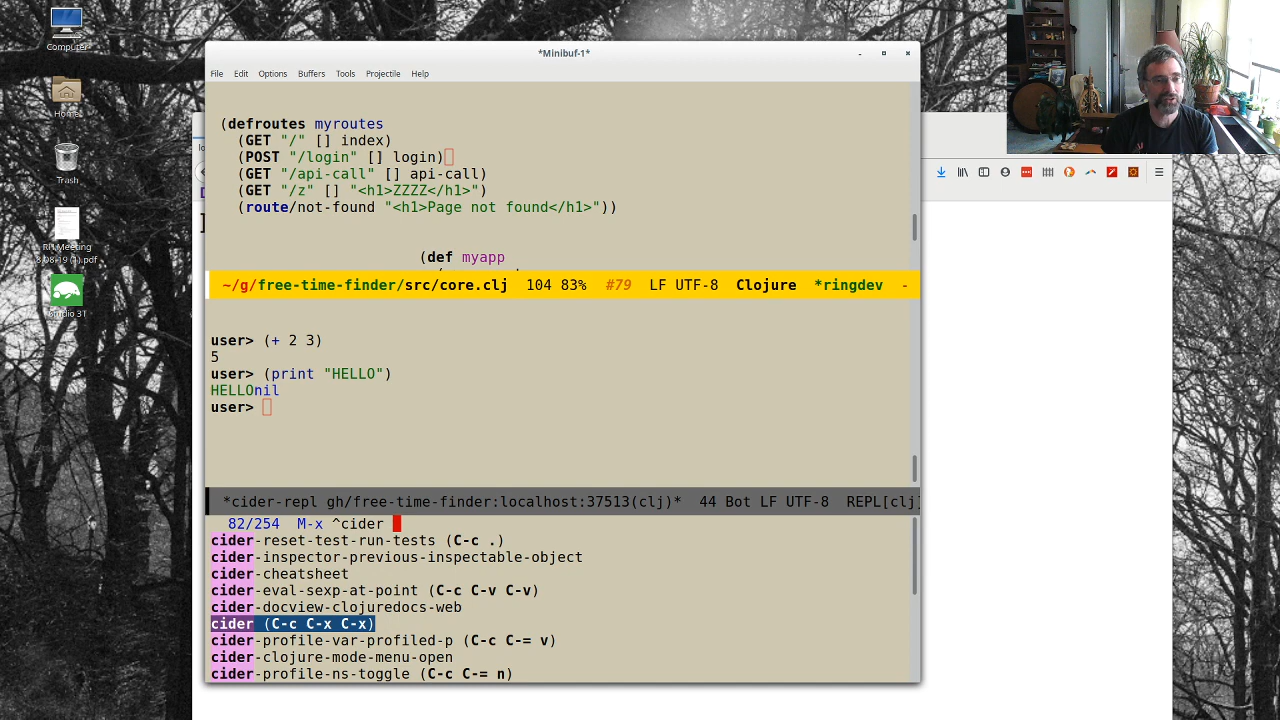 Computer
Home
Trash
RH Meeting
8-08-19 (1).pdf
Studio 3T
*Minibuf-1*
File Edit Options Buffers Tools Projectile Help
(defroutes myroutes
(GET "/" [] index)
(POST "/login" [] login)
(GET "/api-call" [] api-call)
(GET "/z" [] "<h1>ZZZZ</h1>")
(route/not-found "<h1>Page not found</h1>"))
(def myapp
~/g/free-time-finder/src/core.clj 104 83% #79 LF UTF-8 Clojure *ringdev -
user> (+ 2 3)
5
user> (print "HELLO")
HELLOnil
user>
*cider-repl gh/free-time-finder:localhost:37513(clj)* 44 Bot LF UTF-8 REPL[clj]
82/254 M-x ^cider
cider-reset-test-run-tests (C-c .)
cider-inspector-previous-inspectable-object
cider-cheatsheet
cider-eval-sexp-at-point (C-c C-v C-v)
cider-docview-clojuredocs-web
cider (C-c C-x C-x)
cider-profile-var-profiled-p (C-c C-= v)
cider-clojure-mode-menu-open
cider-profile-ns-toggle (C-c C-= n)